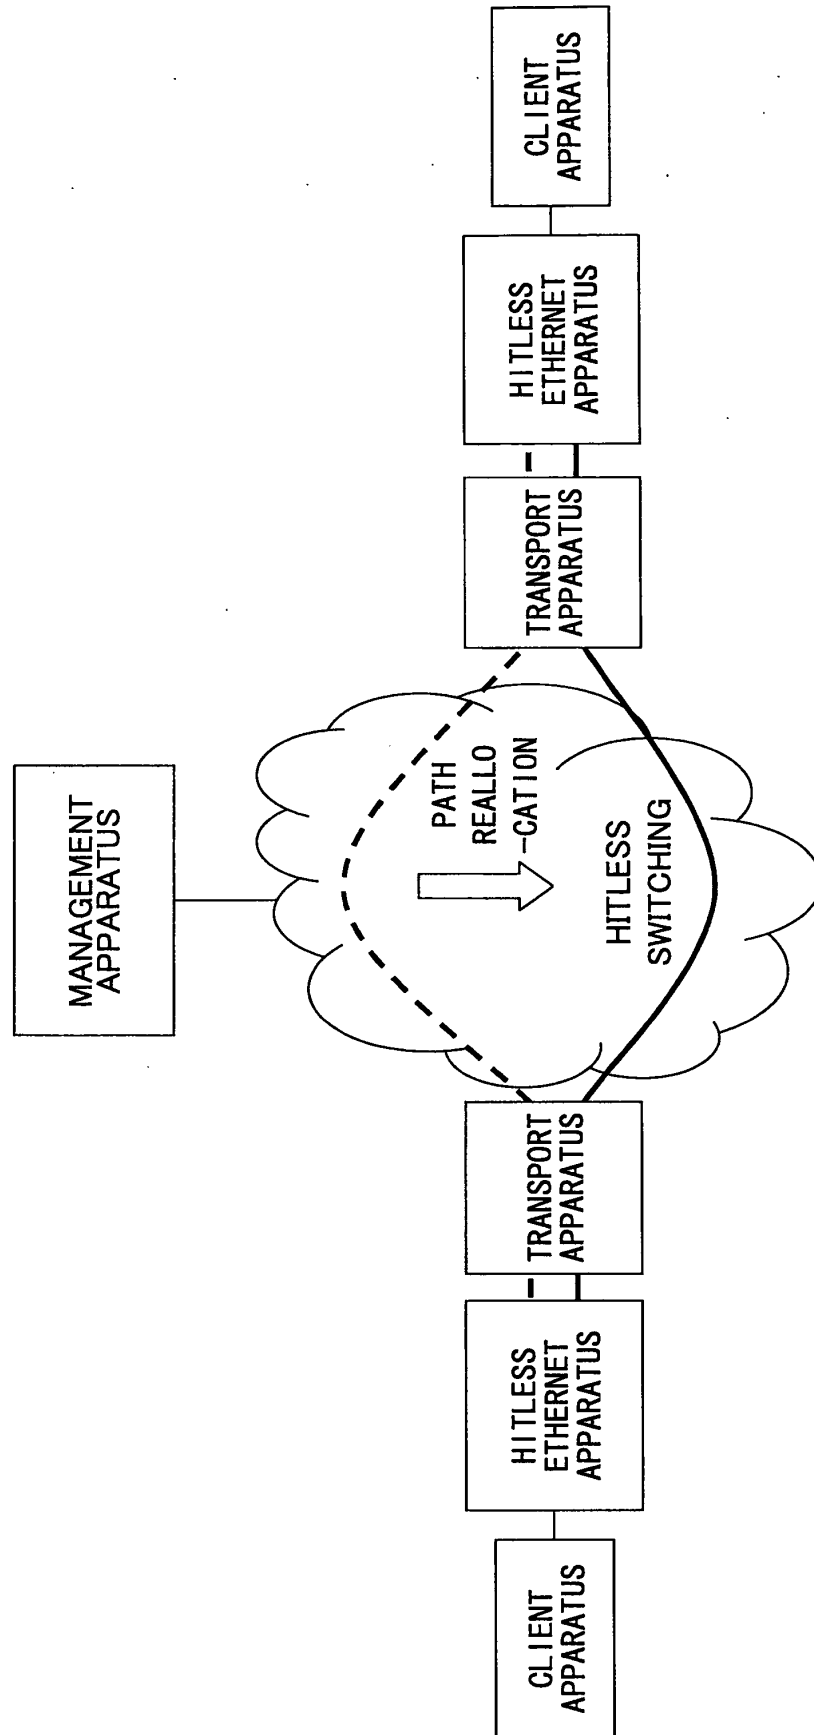 MANAGEMENT
APPARATUS
PATH
REALLO
-CATION
HITLESS
SWITCHING
CLIENT
APPARATUS
HITLESS
ETHERNET
APPARATUS
TRANSPORT
APPARATUS
TRANSPORT
APPARATUS
HITLESS
ETHERNET
APPARATUS
CLIENT
APPARATUS